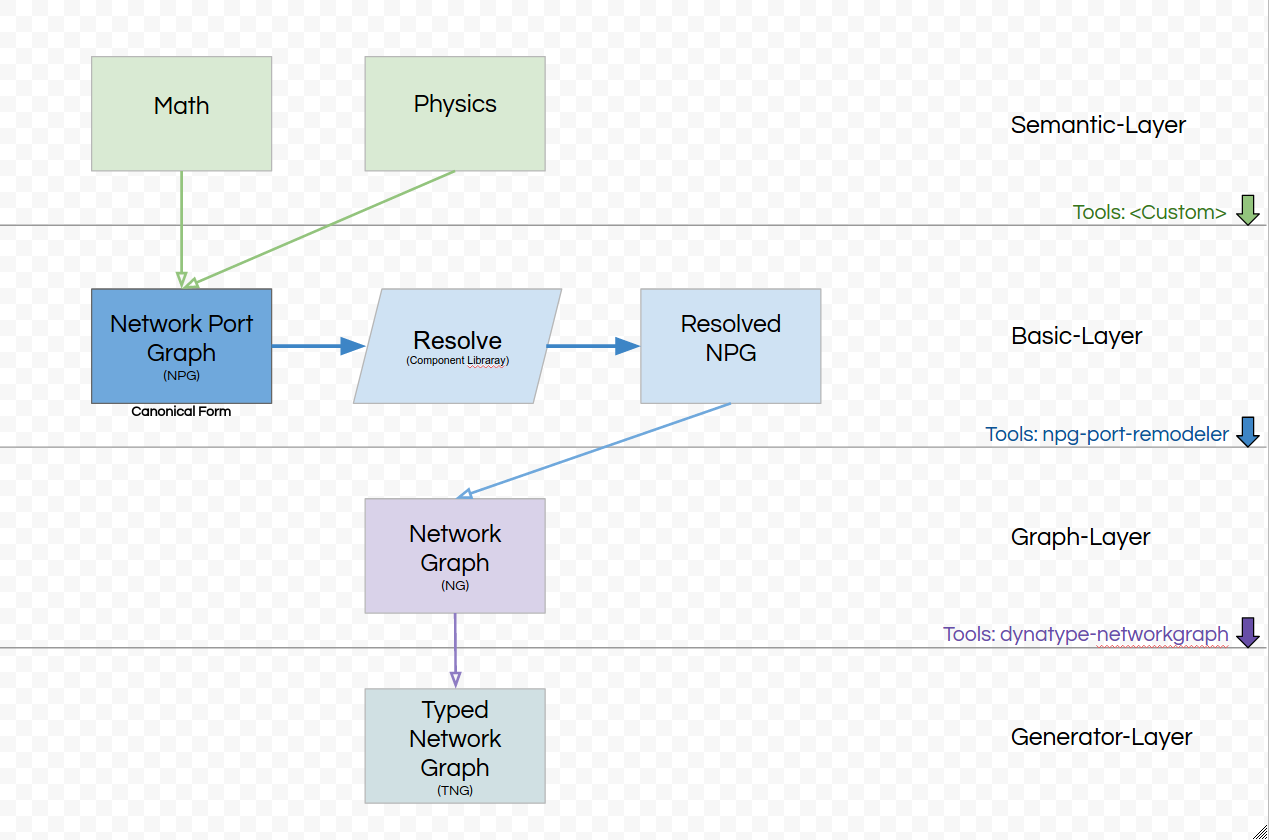 Math
Physics
Semantic-Layer
Tools: <Custom>
Network Port
Graph
(NPG)
Canonical Form
Resolve
(Component Libraray)
Resolved
NPG
Basic-Layer
Tools: npg-port-remodeler
Network
Graph
(NG)
Graph-Layer
Tools: dynatype-networkgraph
Typed
Network
Graph
(TNG)
Generator-Layer